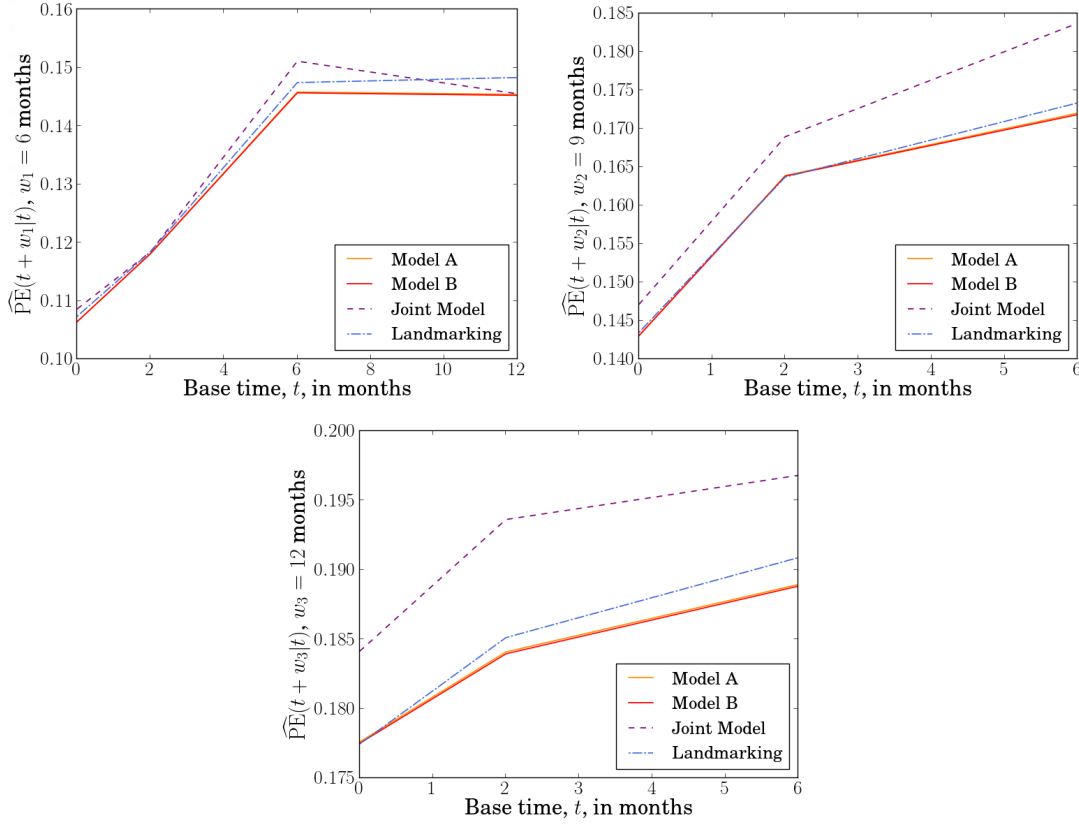 0.16
0.15
0.14
0.13
0.12
0.11
0.10
P̂E(t + w₁|t), w₁ = 6 months
0 2 4 6 8 10 12
Base time, t, in months
Model A
Model B
Joint Model
Landmarking
0.185
0.180
0.175
0.170
0.165
0.160
0.155
0.150
0.145
0.140
P̂E(t + w₂|t), w₂ = 9 months
0 1 2 3 4 5 6
Base time, t, in months
Model A
Model B
Joint Model
Landmarking
0.200
0.195
0.190
0.185
0.180
0.175
P̂E(t + w₃|t), w₃ = 12 months
0 1 2 3 4 5 6
Base time, t, in months
Model A
Model B
Joint Model
Landmarking